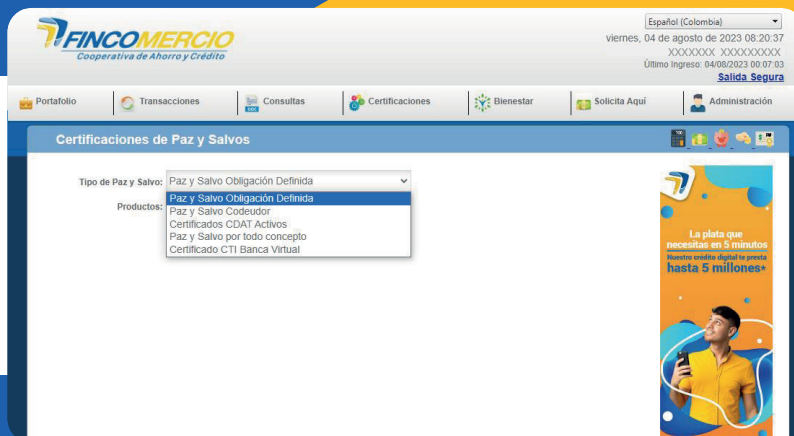 FINCOMERCIO
Cooperativa de Ahorro y Crédito
Español (Colombia)
viernes, 04 de agosto de 2023 08:20:37
XXXXXXX XXXXXXXXX
Último Ingreso: 04/08/2023 00:07:03
Salida Segura
Portafolio
Transacciones
Consultas
Certificaciones
Bienestar
Solicita Aquí
Administración
Certificaciones de Paz y Salvos
Tipo de Paz y Salvo: Paz y Salvo Obligación Definida
Productos:
Paz y Salvo Obligación Definida
Paz y Salvo Codeudor
Certificados CDAT Activos
Paz y Salvo por todo concepto
Certificado CTI Banca Virtual
La plata que
necesitas en 5 minutos
Nuestro crédito digital te presta
hasta 5 millones*